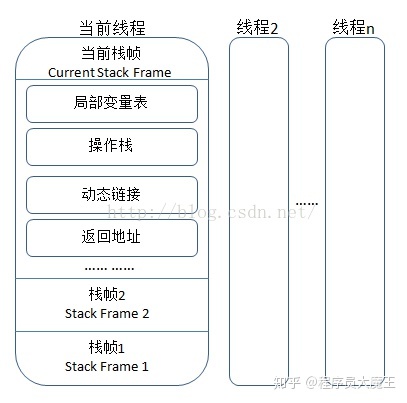 当前线程
线程2
线程n
当前栈帧
Current Stack Frame
局部变量表
操作栈
动态链接
http://blog.csdn.net/
返回地址
…… ……
……
栈帧2
Stack Frame 2
栈帧1
Stack Frame 1
知乎 @程序员大魔王